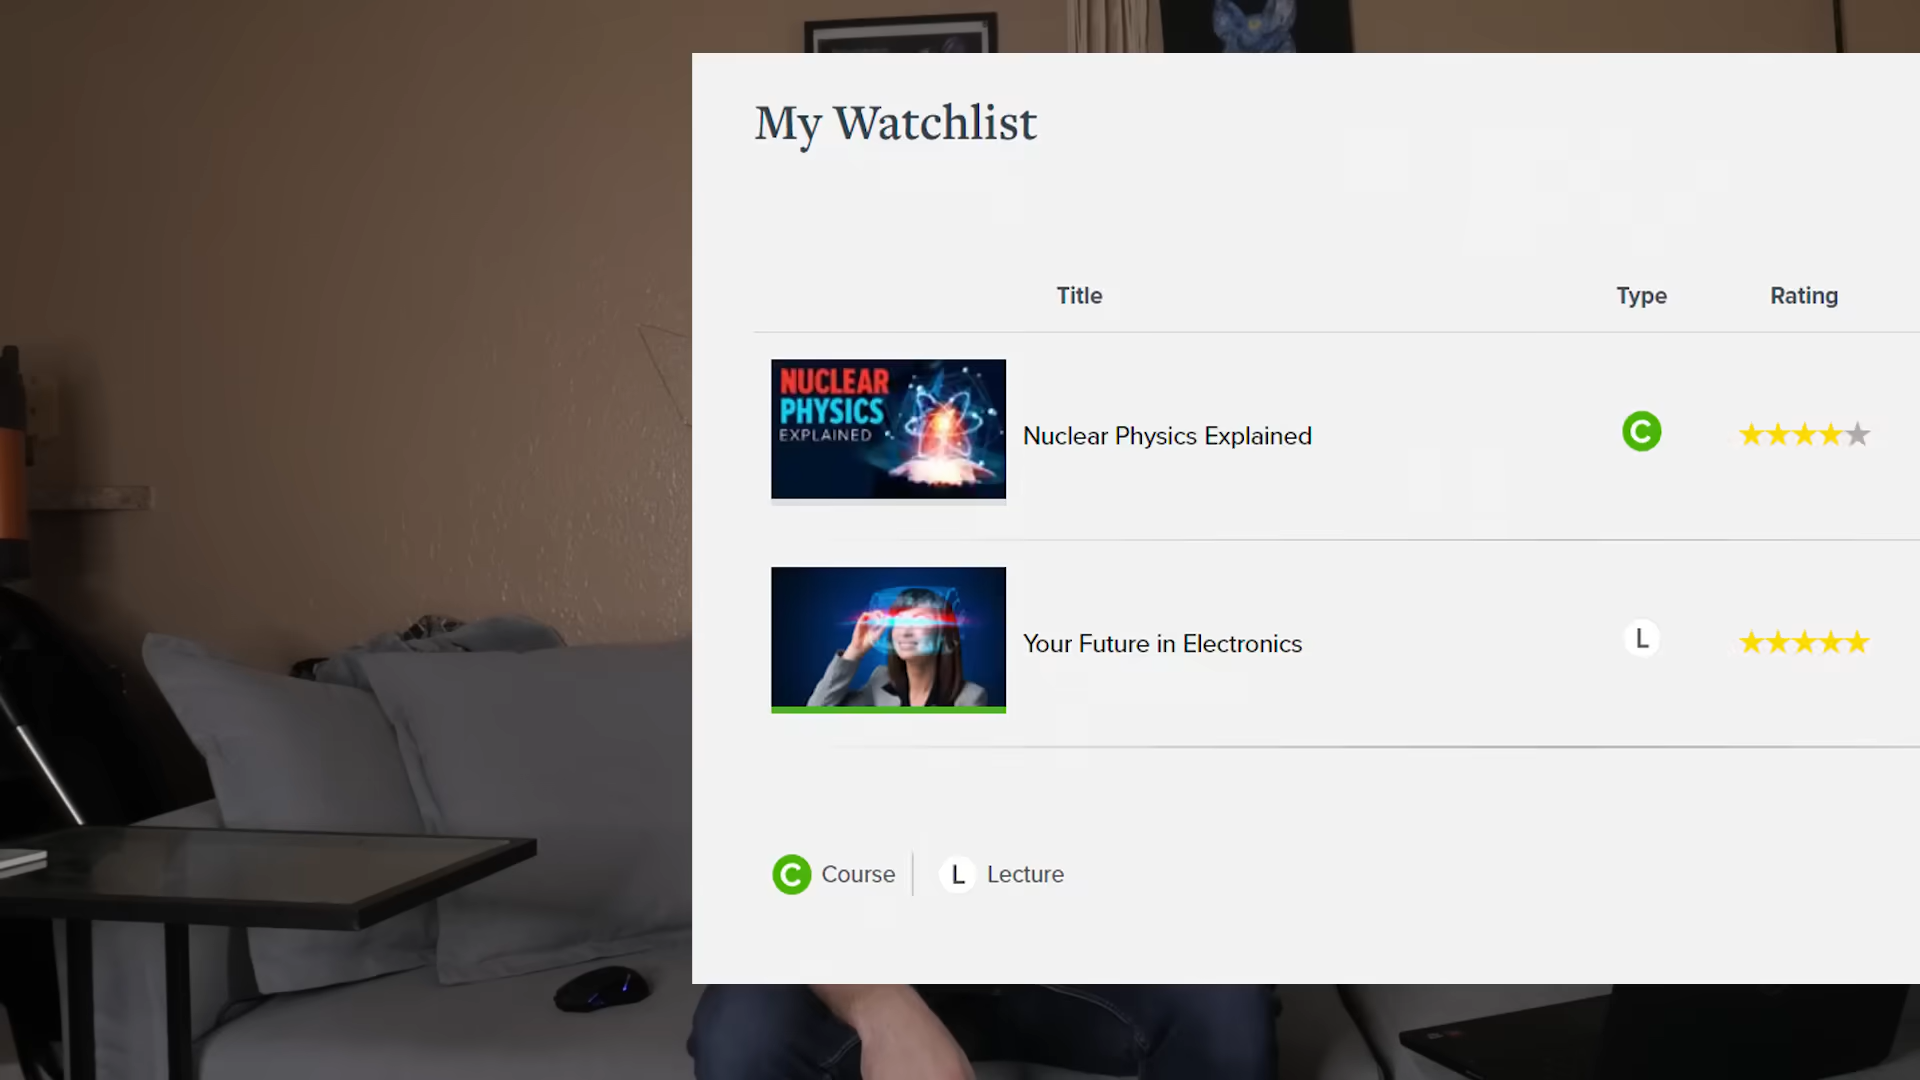 My Watchlist
Title Type Rating
NUCLEAR
PHYSICS
EXPLAINED
Nuclear Physics Explained C
Your Future in Electronics L
C Course L Lecture